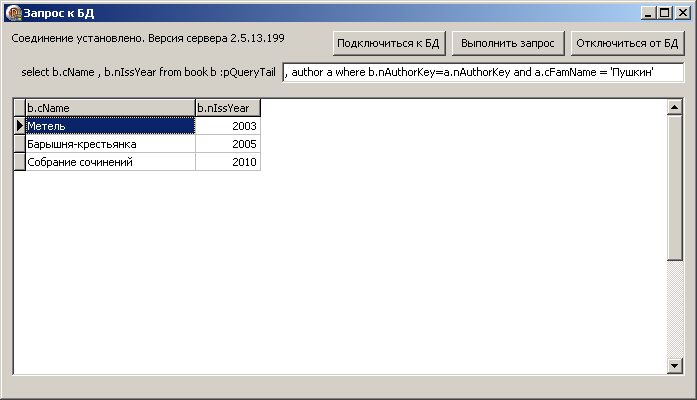 Запрос к БД
Соединение установлено. Версия сервера 2.5.13.199
Подключиться к БД
Выполнить запрос
Отключиться от БД
select b.cName , b.nIssYear from book b :pQueryTail
, author a where b.nAuthorKey=a.nAuthorKey and a.cFamName = 'Пушкин'
b.cName b.nIssYear
Метель 2003
Барышня-крестьянка 2005
Собрание сочинений 2010